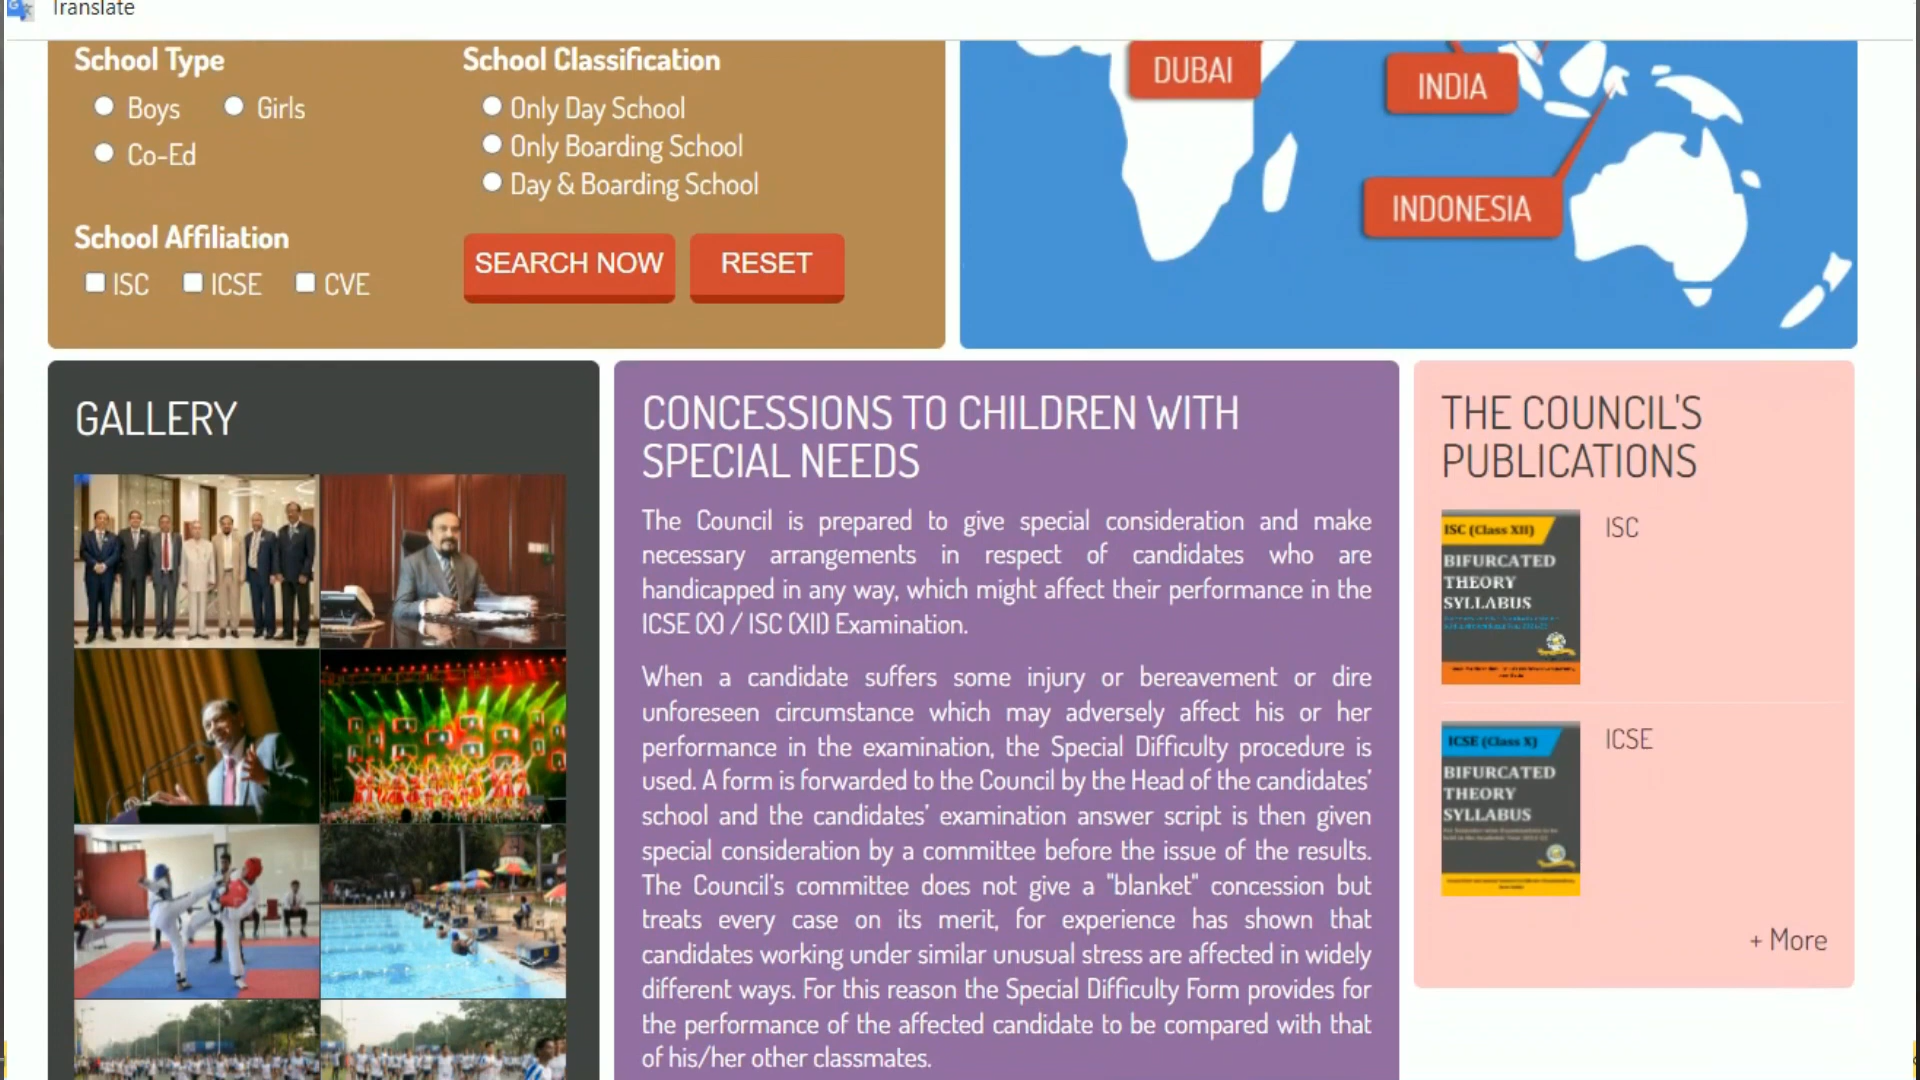 Translate
School Type
Boys
Girls
Co-Ed
School Affiliation
ISC
ICSE
CVE
School Classification
Only Day School
Only Boarding School
Day & Boarding School
SEARCH NOW
RESET
DUBAI
INDIA
INDONESIA
GALLERY
CONCESSIONS TO CHILDREN WITH
SPECIAL NEEDS
The Council is prepared to give special consideration and make
necessary arrangements in respect of candidates who are
handicapped in any way, which might affect their performance in the
ICSE (X) / ISC (XII) Examination.
When a candidate suffers some injury or bereavement or dire
unforeseen circumstance which may adversely affect his or her
performance in the examination, the Special Difficulty procedure is
used. A form is forwarded to the Council by the Head of the candidates’
school and the candidates’ examination answer script is then given
special consideration by a committee before the issue of the results.
The Council’s committee does not give a "blanket" concession but
treats every case on its merit, for experience has shown that
candidates working under similar unusual stress are affected in widely
different ways. For this reason the Special Difficulty Form provides for
the performance of the affected candidate to be compared with that
of his/her other classmates.
THE COUNCIL'S
PUBLICATIONS
ISC (Class XII)
BIFURCATED
THEORY
SYLLABUS
ISC
ICSE (Class X)
BIFURCATED
THEORY
SYLLABUS
ICSE
+ More